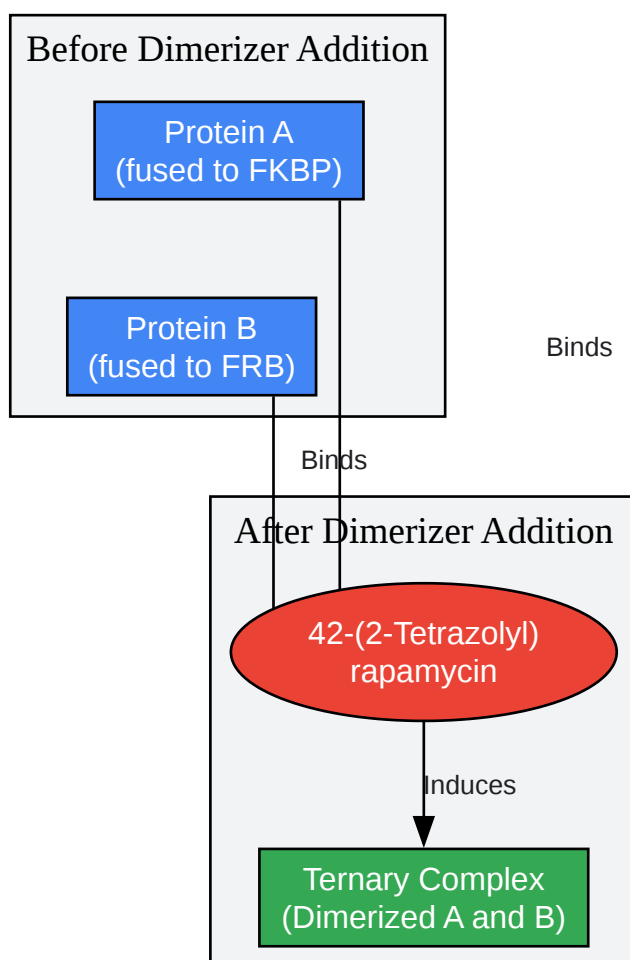 Before Dimerizer Addition
Protein A
(fused to FKBP)
Protein B
(fused to FRB)
Binds
Binds
After Dimerizer Addition
42-(2-Tetrazolyl)
rapamycin
Induces
Ternary Complex
(Dimerized A and B)